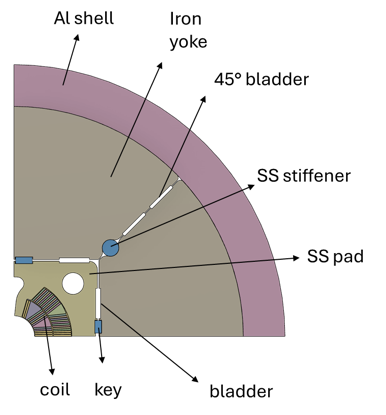 Al shell
Iron
yoke
45° bladder
SS stiffener
SS pad
coil
key
bladder